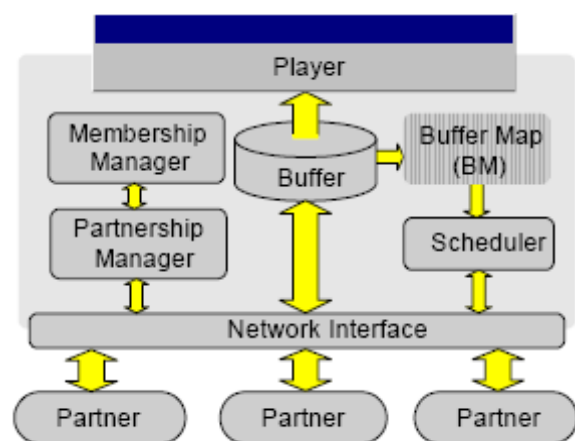 Player
Membership
Manager
Buffer
Buffer Map
(BM)
Partnership
Manager
Scheduler
Network Interface
Partner
Partner
Partner